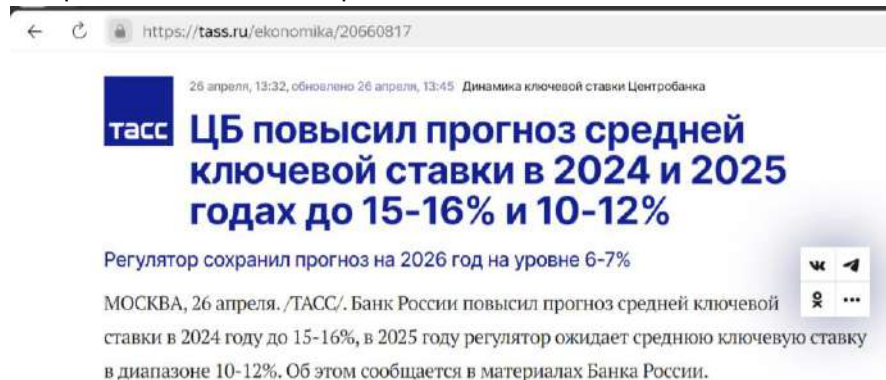 https://tass.ru/ekonomika/20660817
26 апреля, 13:32, обновлено 26 апреля, 13:45 Динамика ключевой ставки Центробанка
тасс
ЦБ повысил прогноз средней
ключевой ставки в 2024 и 2025
годах до 15-16% и 10-12%
Регулятор сохранил прогноз на 2026 год на уровне 6-7%
МОСКВА, 26 апреля. /ТАСС/. Банк России повысил прогноз средней ключевой
ставки в 2024 году до 15-16%, в 2025 году регулятор ожидает среднюю ключевую ставку
в диапазоне 10-12%. Об этом сообщается в материалах Банка России.